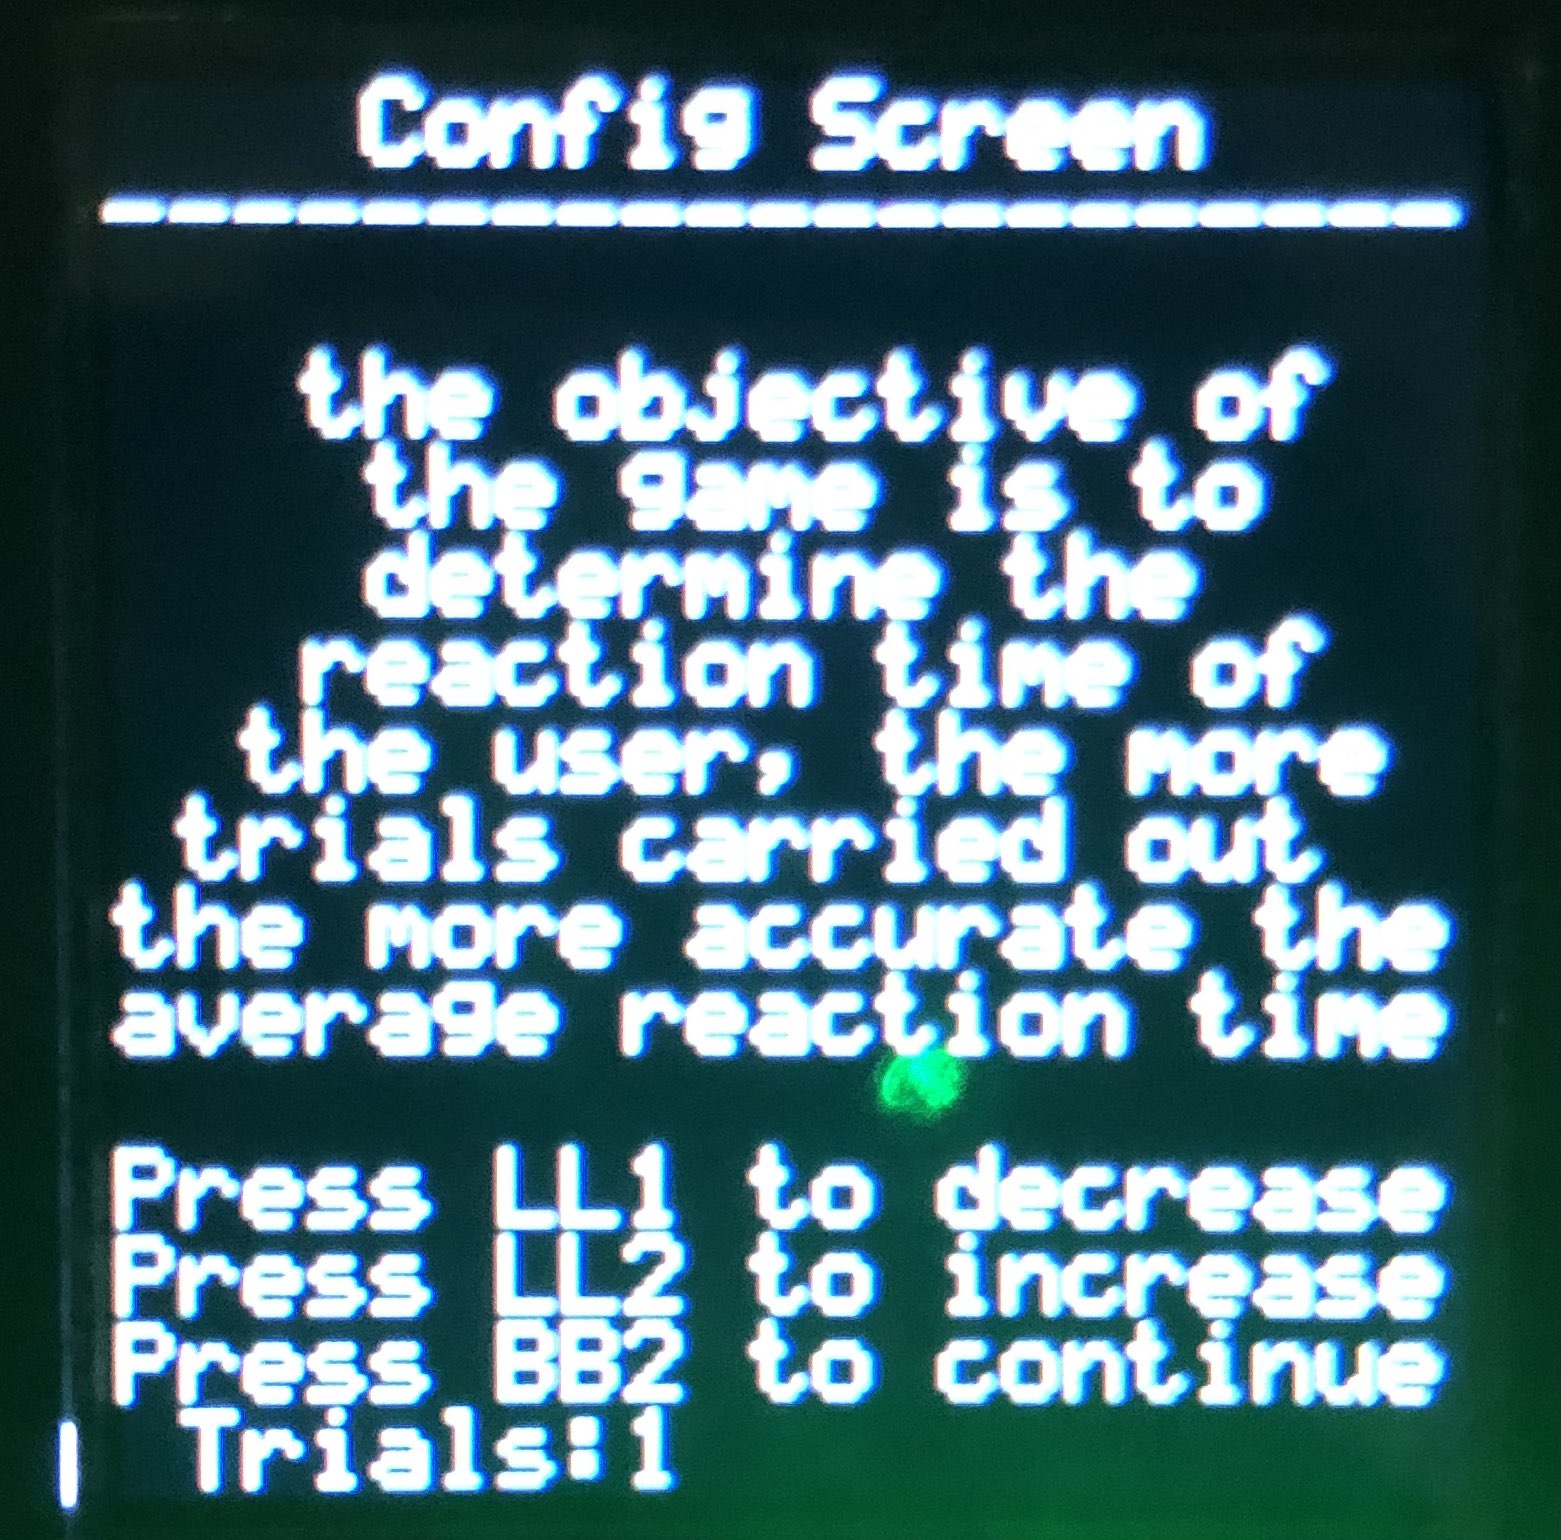 Config Screen
---------------------
the objective of
the game is to
determine the
reaction time of
the user, the more
trials carried out
the more accurate the
average reaction time
Press LL1 to decrease
Press LL2 to increase
Press BB2 to continue
Trials:1